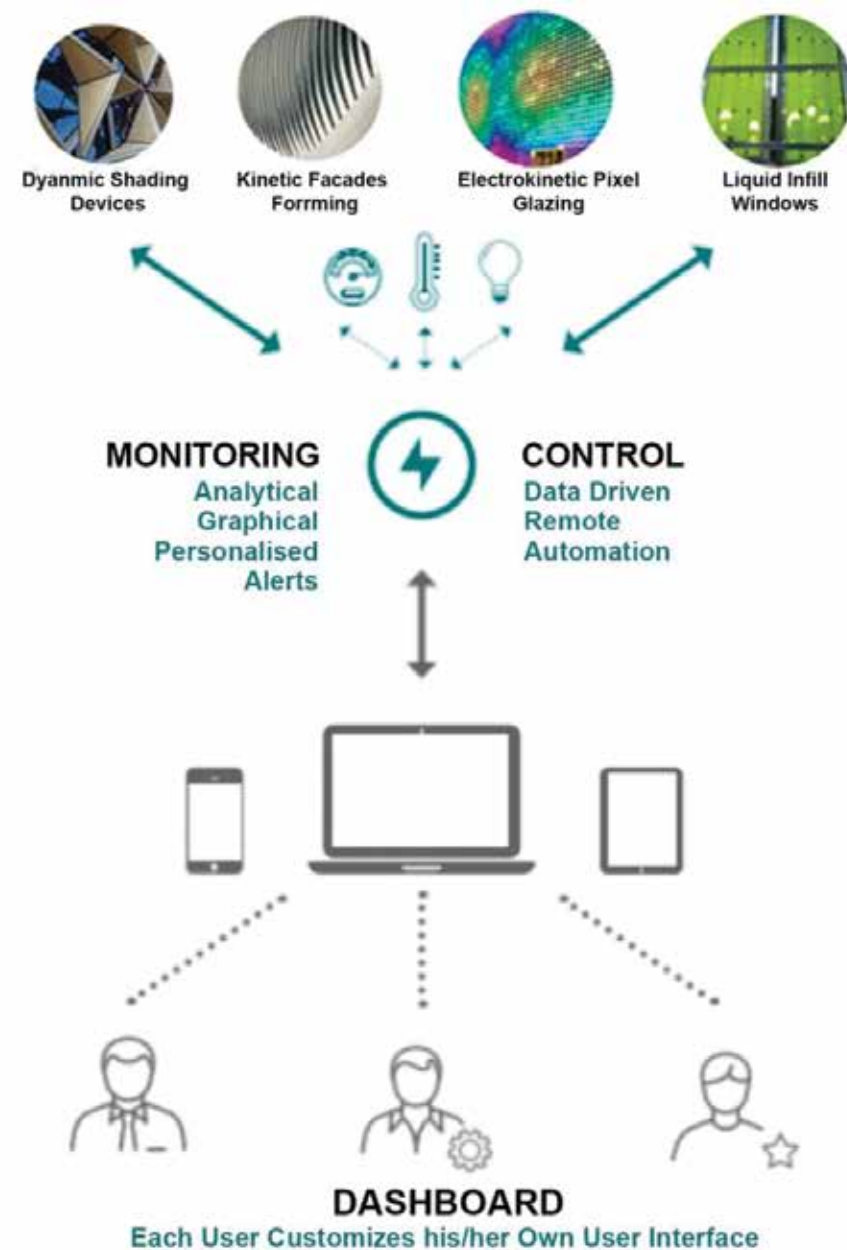 Dyanmic Shading
Devices
Kinetic Facades
Forrming
Electrokinetic Pixel
Glazing
Liquid Infill
Windows
MONITORING
Analytical
Graphical
Personalised
Alerts
CONTROL
Data Driven
Remote
Automation
DASHBOARD
Each User Customizes his/her Own User Interface